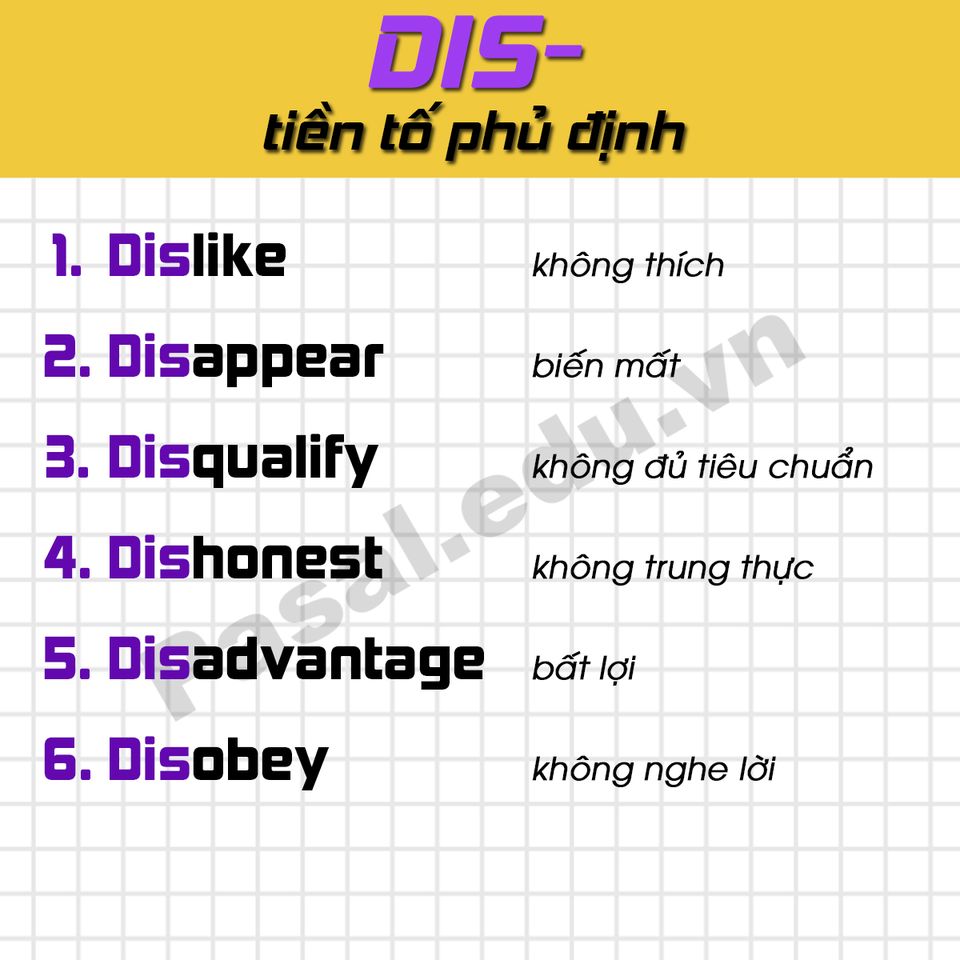 DIS-
tiền tố phủ định
1. Dislike không thích
2. Disappear biến mất
3. Disqualify không đủ tiêu chuẩn
4. Dishonest không trung thực
5. Disadvantage bất lợi
6. Disobey không nghe lời
Pasal.edu.vn